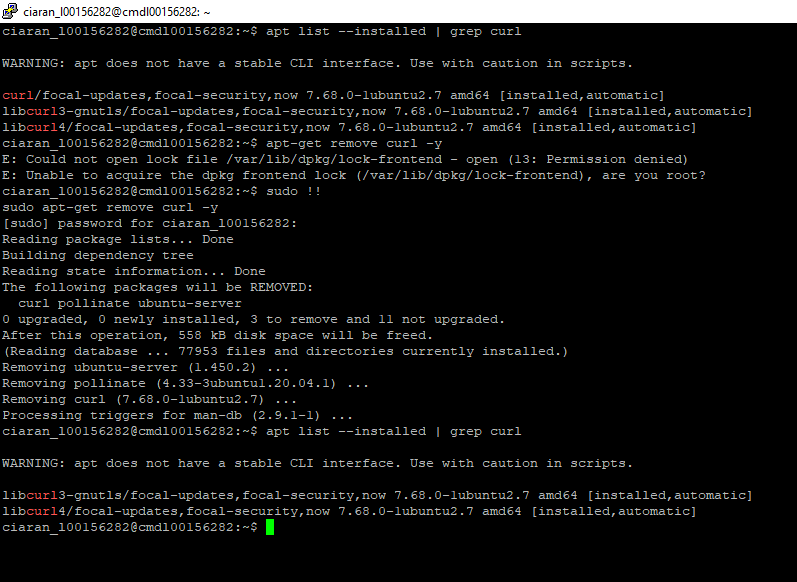 ciaran_l00156282@cmdl00156282: ~
ciaran_l00156282@cmdl00156282:~$ apt list --installed | grep curl
WARNING: apt does not have a stable CLI interface. Use with caution in scripts.
curl/focal-updates,focal-security,now 7.68.0-1ubuntu2.7 amd64 [installed,automatic]
libcurl3-gnutls/focal-updates,focal-security,now 7.68.0-1ubuntu2.7 amd64 [installed,automatic]
libcurl4/focal-updates,focal-security,now 7.68.0-1ubuntu2.7 amd64 [installed,automatic]
ciaran_l00156282@cmdl00156282:~$ apt-get remove curl -y
E: Could not open lock file /var/lib/dpkg/lock-frontend - open (13: Permission denied)
E: Unable to acquire the dpkg frontend lock (/var/lib/dpkg/lock-frontend), are you root?
ciaran_l00156282@cmdl00156282:~$ sudo !!
sudo apt-get remove curl -y
[sudo] password for ciaran_l00156282:
Reading package lists... Done
Building dependency tree
Reading state information... Done
The following packages will be REMOVED:
  curl pollinate ubuntu-server
0 upgraded, 0 newly installed, 3 to remove and 11 not upgraded.
After this operation, 558 kB disk space will be freed.
(Reading database ... 77953 files and directories currently installed.)
Removing ubuntu-server (1.450.2) ...
Removing pollinate (4.33-3ubuntu1.20.04.1) ...
Removing curl (7.68.0-1ubuntu2.7) ...
Processing triggers for man-db (2.9.1-1) ...
ciaran_l00156282@cmdl00156282:~$ apt list --installed | grep curl
WARNING: apt does not have a stable CLI interface. Use with caution in scripts.
libcurl3-gnutls/focal-updates,focal-security,now 7.68.0-1ubuntu2.7 amd64 [installed,automatic]
libcurl4/focal-updates,focal-security,now 7.68.0-1ubuntu2.7 amd64 [installed,automatic]
ciaran_l00156282@cmdl00156282:~$